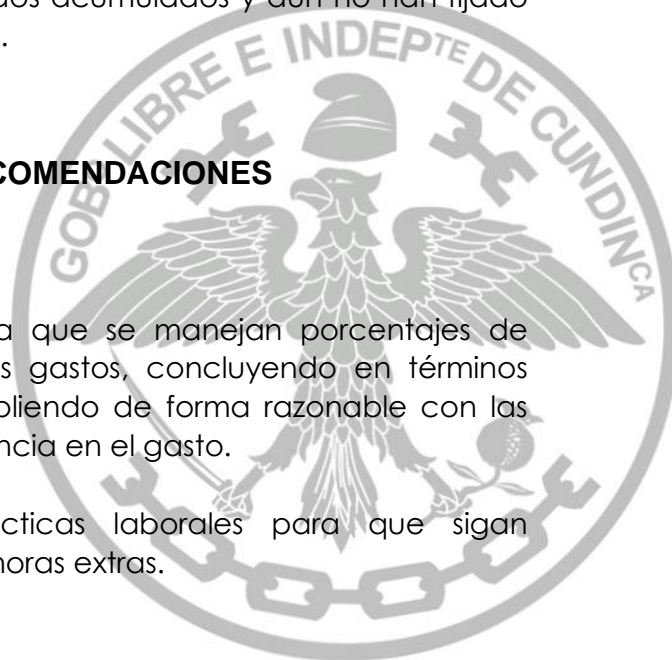 dos acumulados y aún no han fijado
.
COMENDACIONES
a que se manejan porcentajes de
s gastos, concluyendo en términos
pliendo de forma razonable con las
ncia en el gasto.
cticas laborales para que sigan
horas extras.
LIBRE E INDEPTE DE CUNDINCA